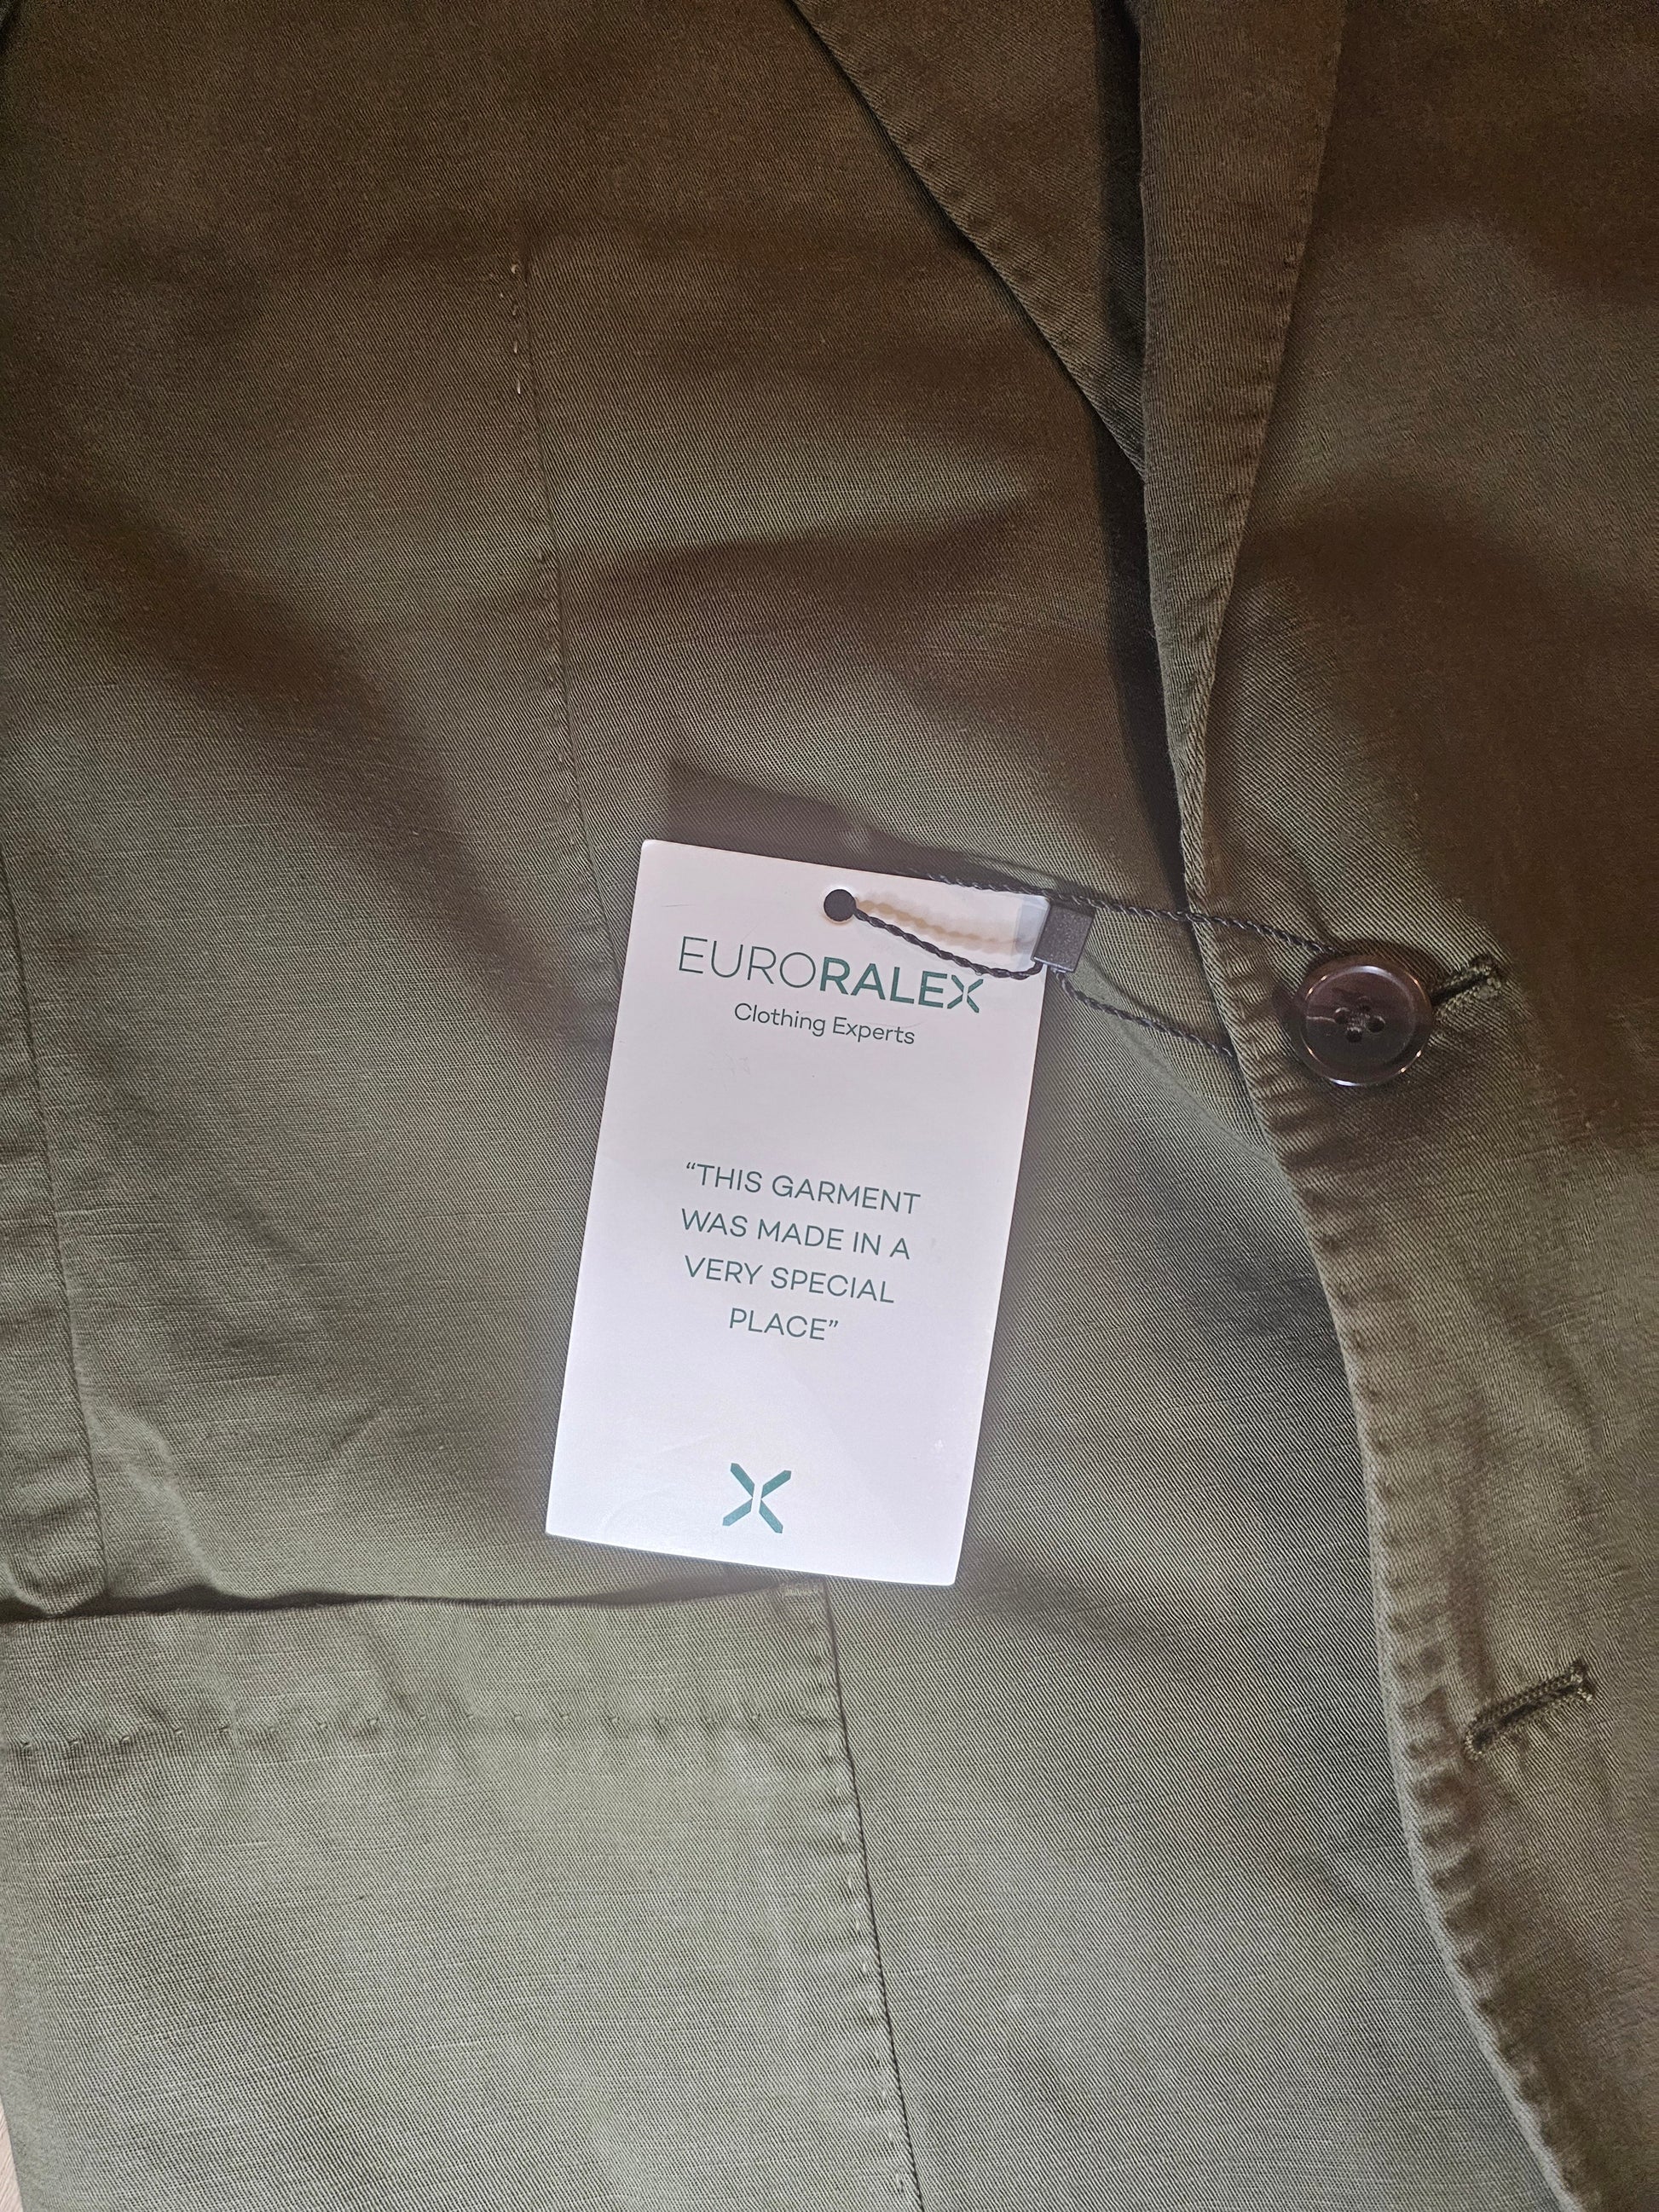 EURORALEX
Clothing Experts
“THIS GARMENT
WAS MADE IN A
VERY SPECIAL
PLACE”